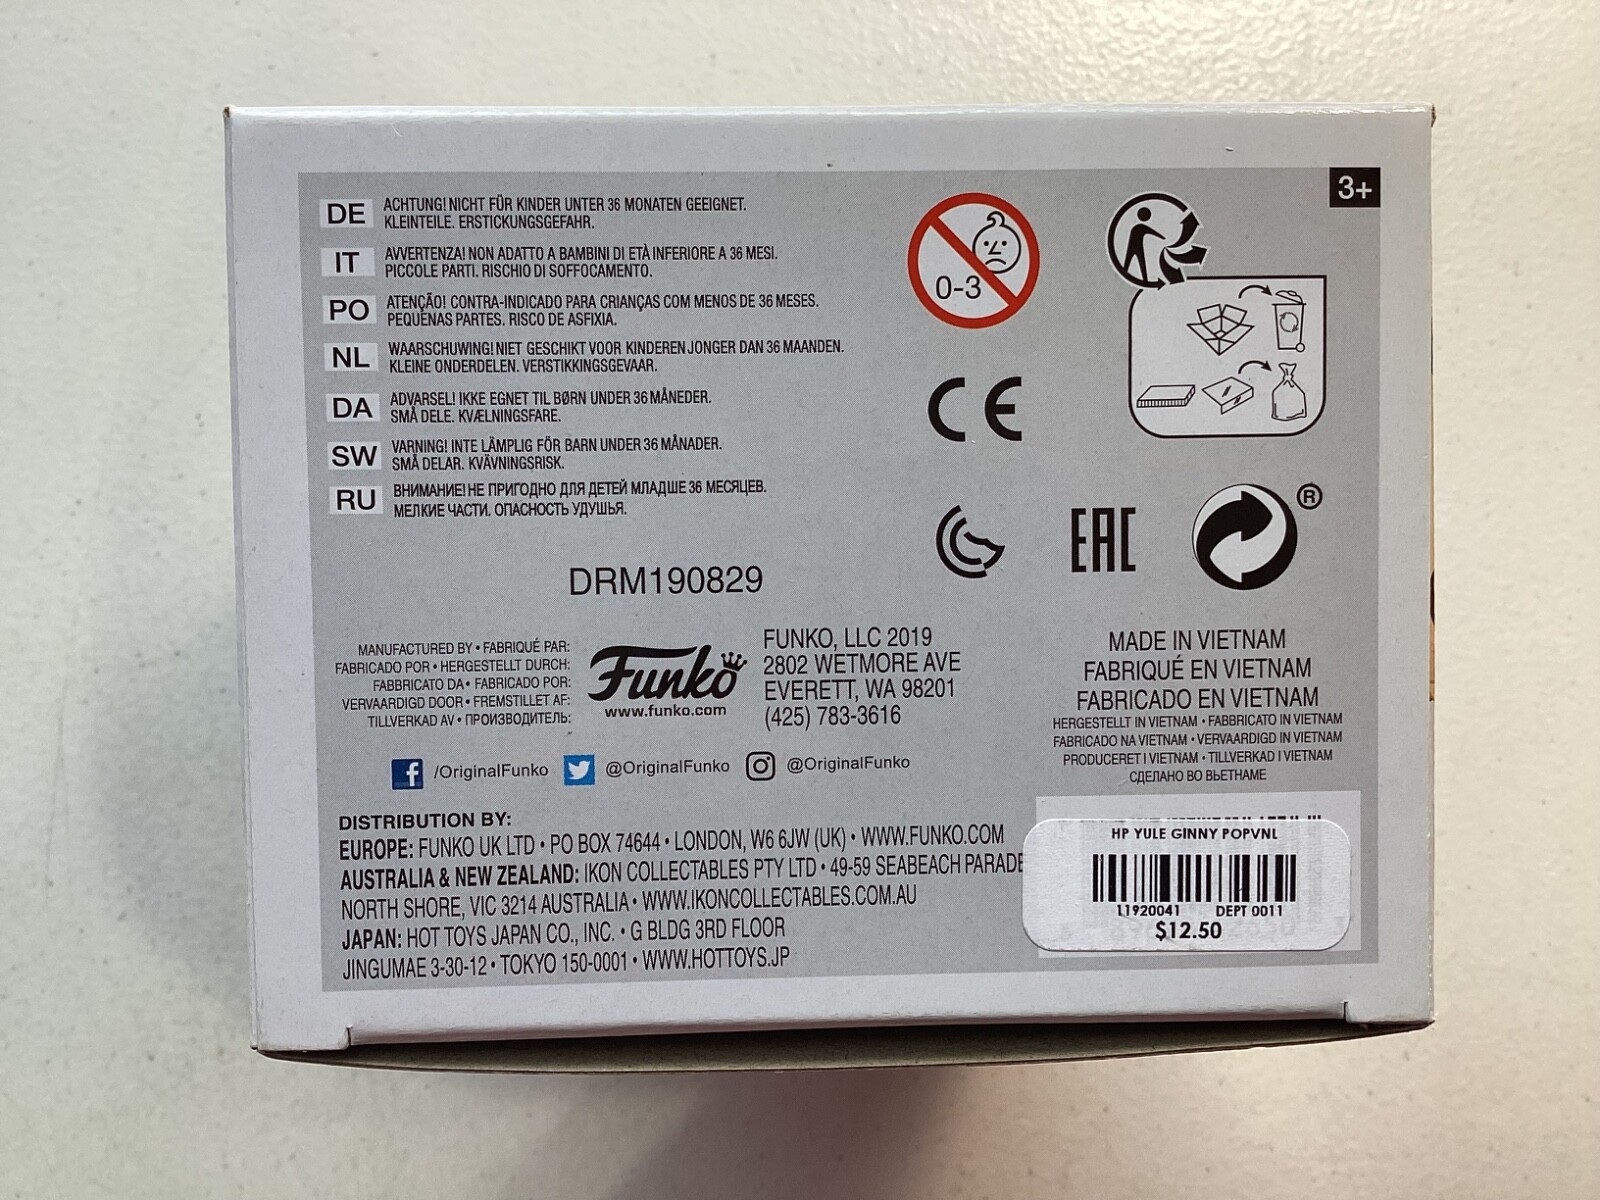 3+
DE ACHTUNG! NICHT FÜR KINDER UNTER 36 MONATEN GEEIGNET.
KLEINTEILE. ERSTICKUNGSGEFAHR.
IT AVVERTENZA! NON ADATTO A BAMBINI DI ETÀ INFERIORE A 36 MESI.
PICCOLE PARTI. RISCHIO DI SOFFOCAMENTO.
PO ATENÇÃO! CONTRA-INDICADO PARA CRIANÇAS COM MENOS DE 36 MESES.
PEQUENAS PARTES. RISCO DE ASFIXIA.
NL WAARSCHUWING! NIET GESCHIKT VOOR KINDEREN JONGER DAN 36 MAANDEN.
KLEINE ONDERDELEN. VERSTIKKINGSGEVAAR.
DA ADVARSEL! IKKE EGNET TIL BØRN UNDER 36 MÅNEDER.
SMÅ DELE. KVÆLNINGSFARE.
SW VARNING! INTE LÄMPLIG FÖR BARN UNDER 36 MÅNADER.
SMÅ DELAR. KVÄVNINGSRISK.
RU ВНИМАНИЕ! НЕ ПРИГОДНО ДЛЯ ДЕТЕЙ МЛАДШЕ 36 МЕСЯЦЕВ.
МЕЛКИЕ ЧАСТИ. ОПАСНОСТЬ УДУШЬЯ.
0-3
CE
EAC
®
DRM190829
MANUFACTURED BY • FABRIQUÉ PAR:
FABRICADO POR • HERGESTELLT DURCH:
FABBRICATO DA • FABRICADO POR:
VERVAARDIGD DOOR • FREMSTILLET AF:
TILLVERKAD AV • ПРОИЗВОДИТЕЛЬ:
Funko
www.funko.com
FUNKO, LLC 2019
2802 WETMORE AVE
EVERETT, WA 98201
(425) 783-3616
MADE IN VIETNAM
FABRIQUÉ EN VIETNAM
FABRICADO EN VIETNAM
HERGESTELLT IN VIETNAM • FABBRICATO IN VIETNAM
FABRICADO NA VIETNAM • VERVAARDIGD IN VIETNAM
PRODUCERET I VIETNAM • TILLVERKAD I VIETNAM
СДЕЛАНО ВО ВЬЕТНАМЕ
/OriginalFunko @OriginalFunko @OriginalFunko
DISTRIBUTION BY:
EUROPE: FUNKO UK LTD • PO BOX 74644 • LONDON, W6 6JW (UK) • WWW.FUNKO.COM
AUSTRALIA & NEW ZEALAND: IKON COLLECTABLES PTY LTD • 49-59 SEABEACH PARADE
NORTH SHORE, VIC 3214 AUSTRALIA • WWW.IKONCOLLECTABLES.COM.AU
JAPAN: HOT TOYS JAPAN CO., INC. • G BLDG 3RD FLOOR
JINGUMAE 3-30-12 • TOKYO 150-0001 • WWW.HOTTOYS.JP
HP YULE GINNY POPVNL
11920041 DEPT 0011
$12.50